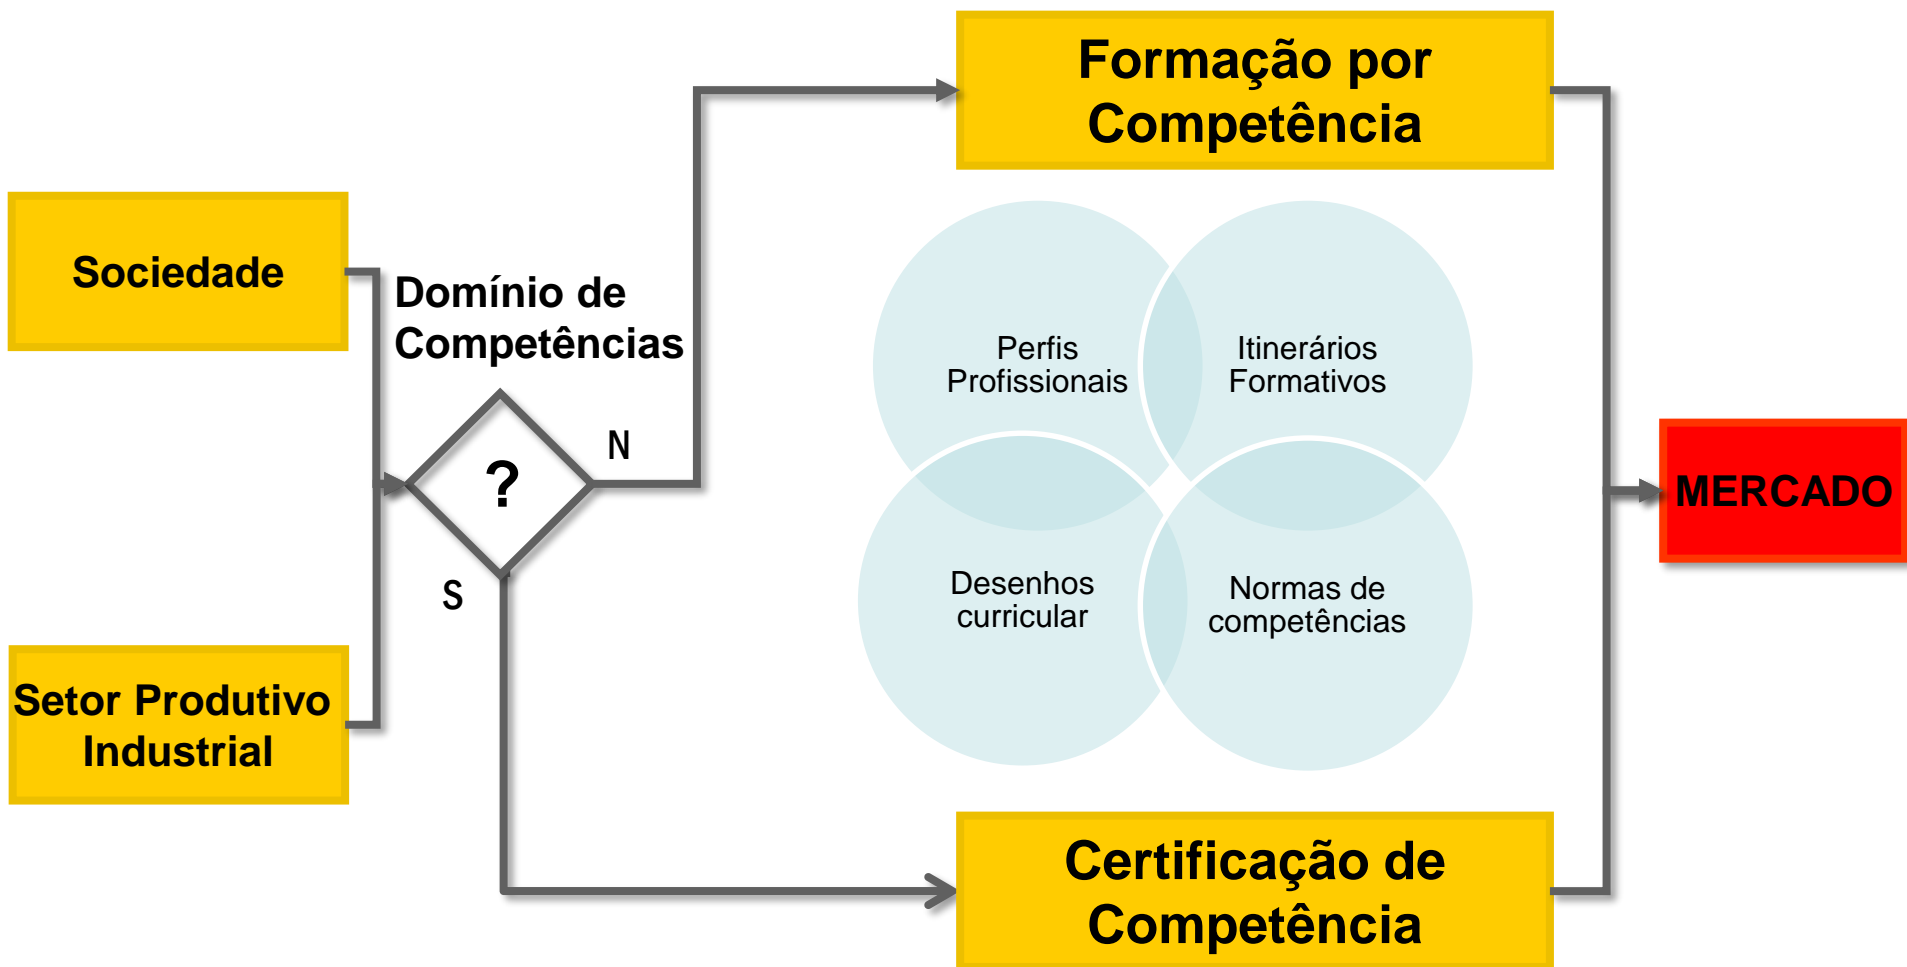 Formação por
Competência
Sociedade
Domínio de
Competências
Perfis
Profissionais
Itinerários
Formativos
N
?
MERCADO
S
Desenhos
curricular
Normas de
competências
Setor Produtivo
Industrial
Certificação de
Competência